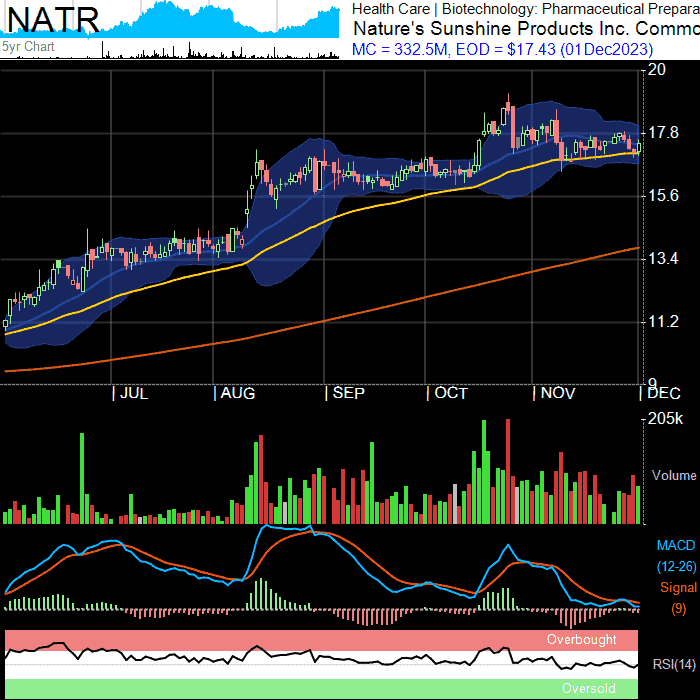 NATR
5yr Chart
Health Care | Biotechnology: Pharmaceutical Prepara
Nature's Sunshine Products Inc. Commo
MC = 332.5M, EOD = $17.43 (01Dec2023)
20
17.8
15.6
13.4
11.2
9
JUL AUG SEP OCT NOV DEC
205k
Volume
MACD
(12-26)
Signal
(9)
Overbought
RSI(14)
Oversold